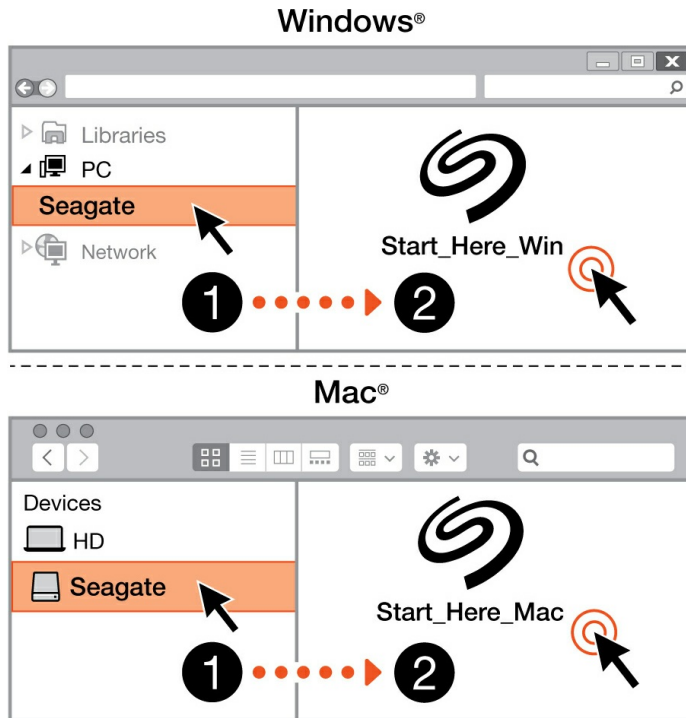 Windows®
Libraries
PC
Seagate
Network
Start_Here_Win
1
2
Mac®
Devices
HD
Seagate
Start_Here_Mac
1
2